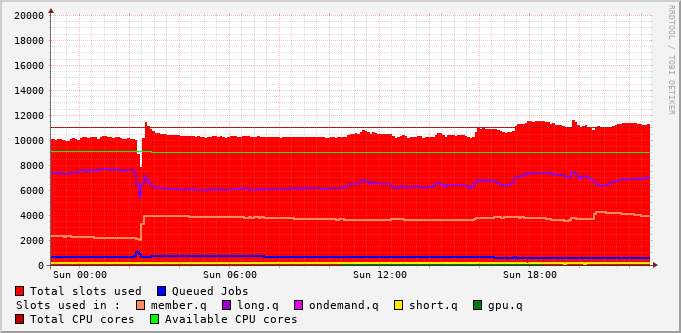 20000
18000
16000
14000
12000
10000
8000
6000
4000
2000
0
Sun 00:00 Sun 06:00 Sun 12:00 Sun 18:00
RRDTOOL / TOBI OETIKER
Total slots used Queued Jobs
Slots used in : member.q long.q ondemand.q short.q gpu.q
Total CPU cores Available CPU cores